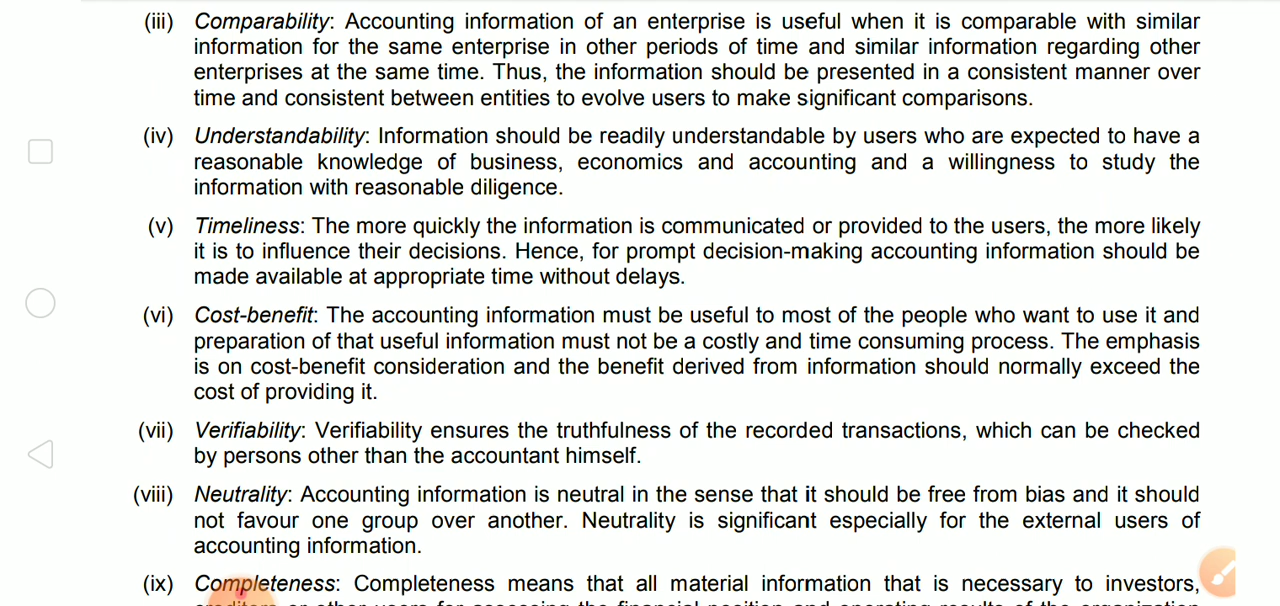 (iii) Comparability: Accounting information of an enterprise is useful when it is comparable with similar
information for the same enterprise in other periods of time and similar information regarding other
enterprises at the same time. Thus, the information should be presented in a consistent manner over
time and consistent between entities to evolve users to make significant comparisons.
(iv) Understandability: Information should be readily understandable by users who are expected to have a
reasonable knowledge of business, economics and accounting and a willingness to study the
information with reasonable diligence.
(v) Timeliness: The more quickly the information is communicated or provided to the users, the more likely
it is to influence their decisions. Hence, for prompt decision-making accounting information should be
made available at appropriate time without delays.
(vi) Cost-benefit: The accounting information must be useful to most of the people who want to use it and
preparation of that useful information must not be a costly and time consuming process. The emphasis
is on cost-benefit consideration and the benefit derived from information should normally exceed the
cost of providing it.
(vii) Verifiability: Verifiability ensures the truthfulness of the recorded transactions, which can be checked
by persons other than the accountant himself.
(viii) Neutrality: Accounting information is neutral in the sense that it should be free from bias and it should
not favour one group over another. Neutrality is significant especially for the external users of
accounting information.
(ix) Completeness: Completeness means that all material information that is necessary to investors,